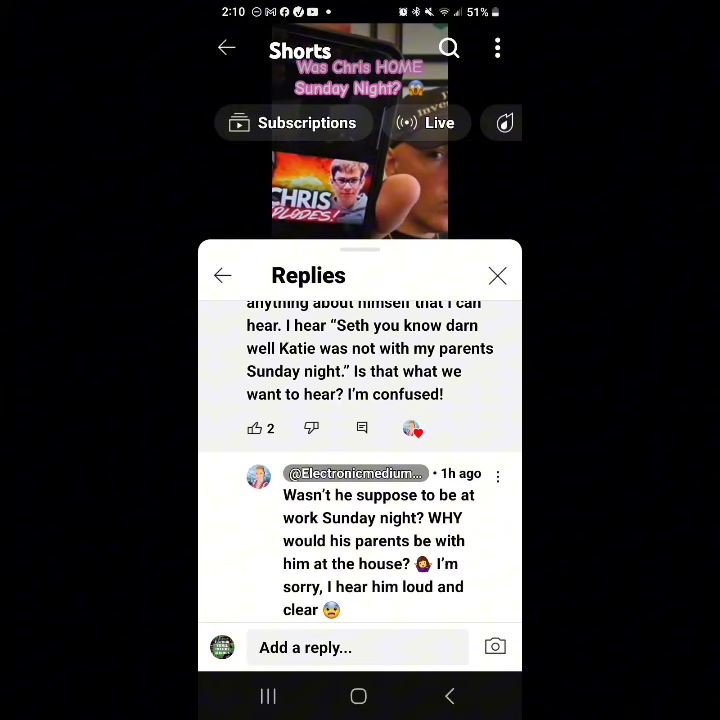 2:10
51%
Shorts
Was Chris HOME
Sunday Night? 😱
Subscriptions
Live
CHRIS
Replies
anything about himself that I can
hear. I hear “Seth you know darn
well Katie was not with my parents
Sunday night.” Is that what we
want to hear? I’m confused!
2
@Electronicmedium... • 1h ago
Wasn’t he suppose to be at
work Sunday night? WHY
would his parents be with
him at the house? 🤷‍♀️ I’m
sorry, I hear him loud and
clear 😨
Add a reply...